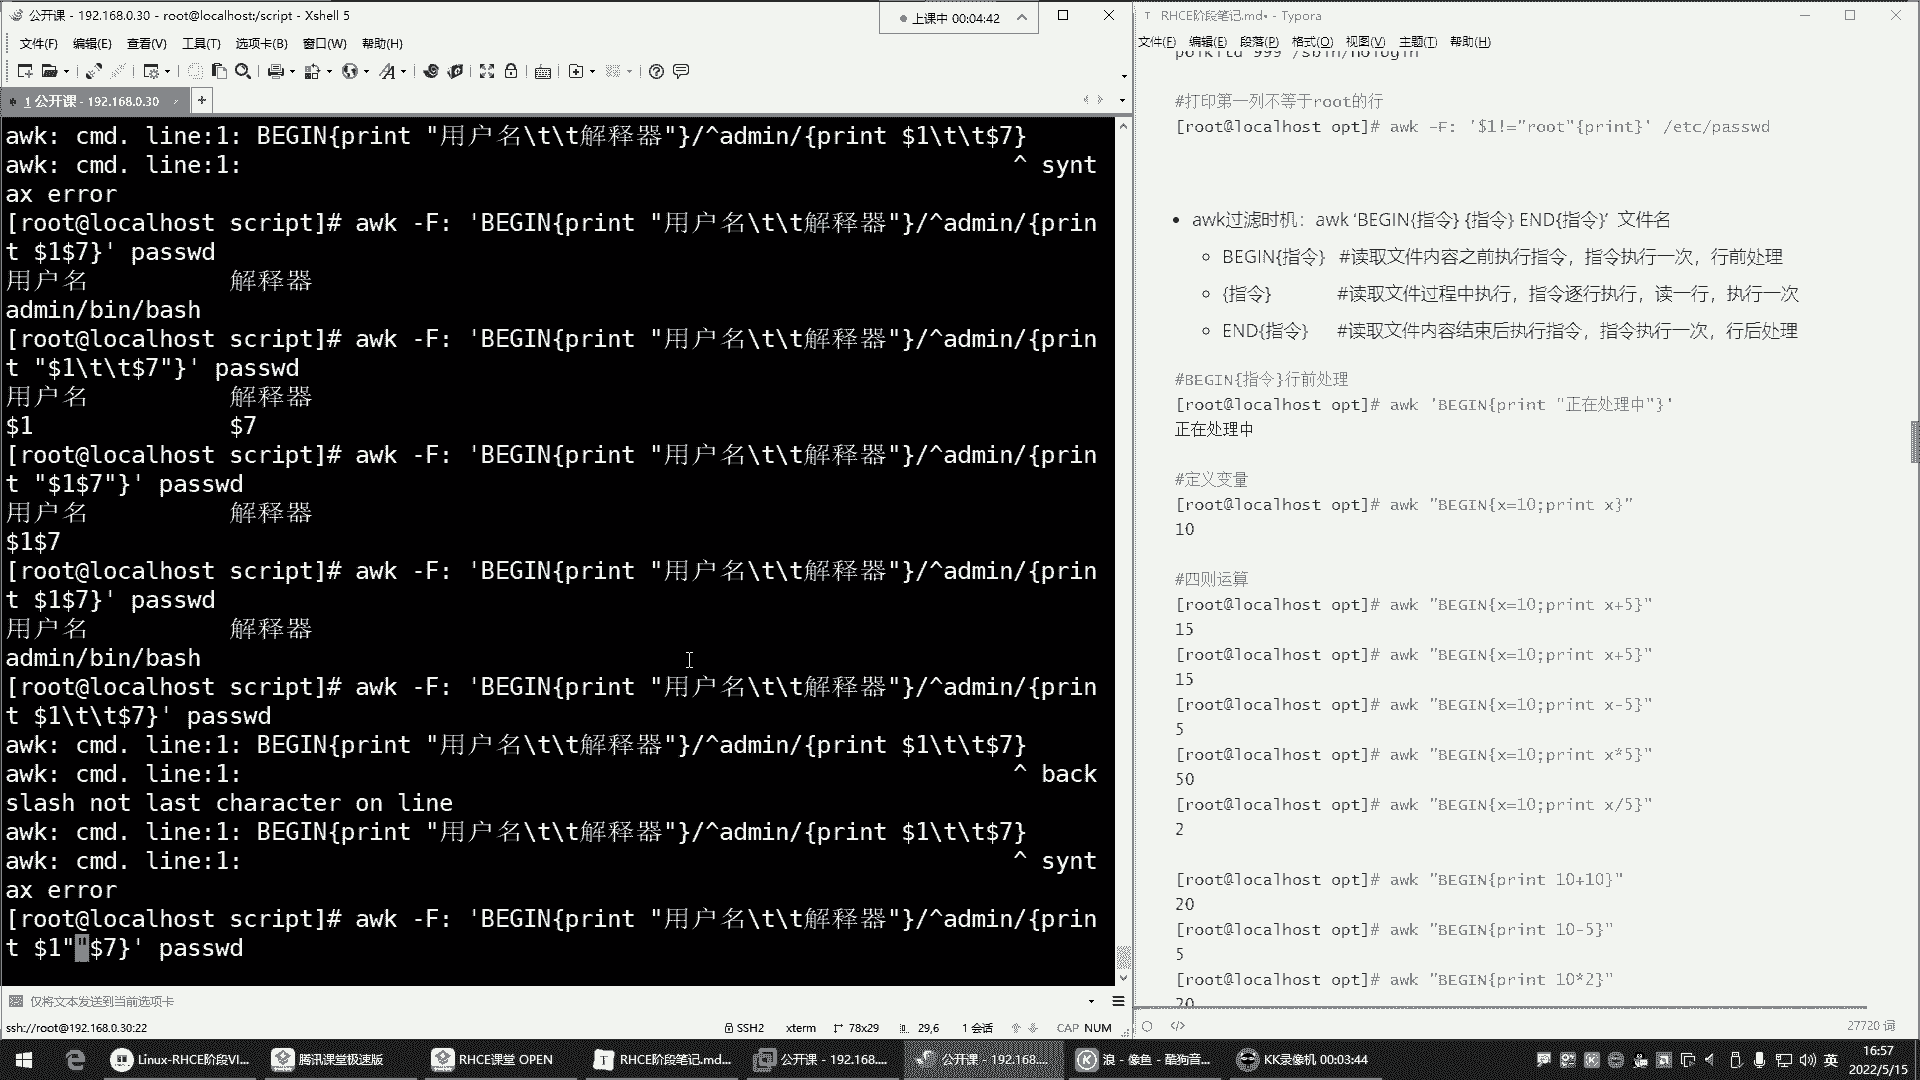 公开课 - 192.168.0.30 - root@localhost:/script - Xshell 5
上课中 00:04:42
文件(F) 编辑(E) 查看(V) 工具(T) 选项卡(B) 窗口(W) 帮助(H)
1 公开课 - 192.168.0.30
awk: cmd. line:1: BEGIN{print "用户名\t\t解释器"}/^admin/{print $1\t\t$7}
awk: cmd. line:1: ^ synt
ax error
[root@localhost script]# awk -F: 'BEGIN{print "用户名\t\t解释器"}/^admin/{prin
t $1$7}' passwd
用户名 解释器
admin/bin/bash
[root@localhost script]# awk -F: 'BEGIN{print "用户名\t\t解释器"}/^admin/{prin
t "$1\t\t$7"}' passwd
用户名 解释器
$1 $7
[root@localhost script]# awk -F: 'BEGIN{print "用户名\t\t解释器"}/^admin/{prin
t "$1$7"}' passwd
用户名 解释器
$1$7
[root@localhost script]# awk -F: 'BEGIN{print "用户名\t\t解释器"}/^admin/{prin
t $1$7}' passwd
用户名 解释器
admin/bin/bash
[root@localhost script]# awk -F: 'BEGIN{print "用户名\t\t解释器"}/^admin/{prin
t $1\t\t$7}' passwd
awk: cmd. line:1: BEGIN{print "用户名\t\t解释器"}/^admin/{print $1\t\t$7}
awk: cmd. line:1: ^ back
slash not last character on line
awk: cmd. line:1: BEGIN{print "用户名\t\t解释器"}/^admin/{print $1\t\t$7}
awk: cmd. line:1: ^ synt
ax error
[root@localhost script]# awk -F: 'BEGIN{print "用户名\t\t解释器"}/^admin/{prin
t $1""$7}' passwd
仅将文本发送到当前选项卡
ssh://root@192.168.0.30:22 SSH2 xterm 78x29 29,6 1 会话 CAP NUM
RHCE阶段笔记.md• - Typora
文件(F) 编辑(E) 段落(P) 格式(O) 视图(V) 主题(T) 帮助(H)
polkitd 999 /sbin/nologin
#打印第一列不等于root的行
[root@localhost opt]# awk -F: '$1!="root"{print}' /etc/passwd
• awk过滤时机：awk ‘BEGIN{指令} {指令} END{指令}’ 文件名
BEGIN{指令} #读取文件内容之前执行指令，指令执行一次，行前处理
{指令} #读取文件过程中执行，指令逐行执行，读一行，执行一次
END{指令} #读取文件内容结束后执行指令，指令执行一次，行后处理
#BEGIN{指令}行前处理
[root@localhost opt]# awk 'BEGIN{print "正在处理中"}'
正在处理中
#定义变量
[root@localhost opt]# awk "BEGIN{x=10;print x}"
10
#四则运算
[root@localhost opt]# awk "BEGIN{x=10;print x+5}"
15
[root@localhost opt]# awk "BEGIN{x=10;print x+5}"
15
[root@localhost opt]# awk "BEGIN{x=10;print x-5}"
5
[root@localhost opt]# awk "BEGIN{x=10;print x*5}"
50
[root@localhost opt]# awk "BEGIN{x=10;print x/5}"
2
[root@localhost opt]# awk "BEGIN{print 10+10}"
20
[root@localhost opt]# awk "BEGIN{print 10-5}"
5
[root@localhost opt]# awk "BEGIN{print 10*2}"
20
</> 27720 词
Linux-RHCE阶段VI... 腾讯课堂极速版 RHCE课堂 OPEN RHCE阶段笔记.md... 公开课 - 192.168.... 公开课 - 192.168.... 浪 - 像鱼 - 酷狗音... KK录像机 00:03:44 英 16:57
2022/5/15